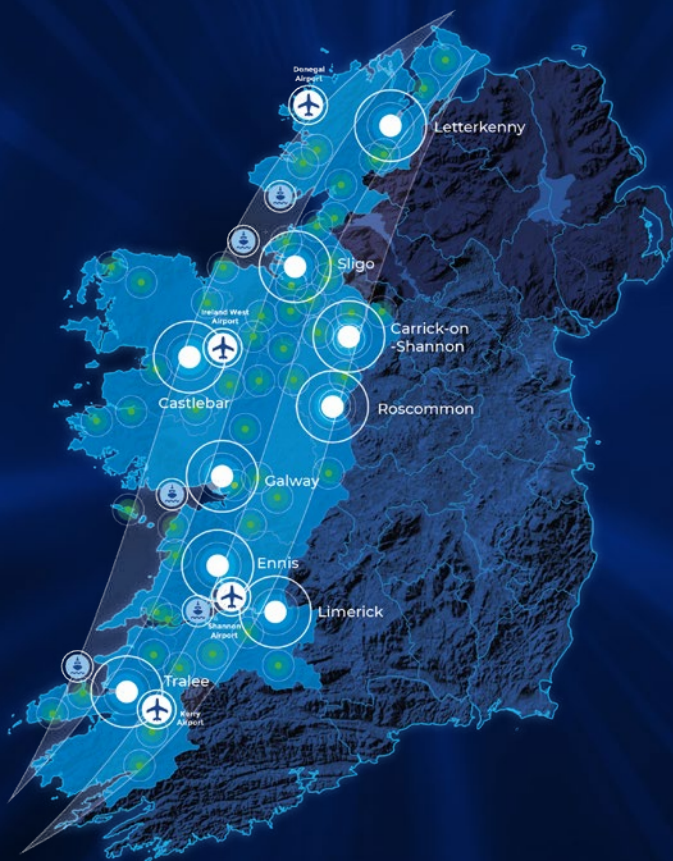 Donegal
Airport
Letterkenny
Sligo
Ireland West
Airport
Carrick-on
-Shannon
Castlebar
Roscommon
Galway
Ennis
Limerick
Shannon
Airport
Tralee
Kerry
Airport